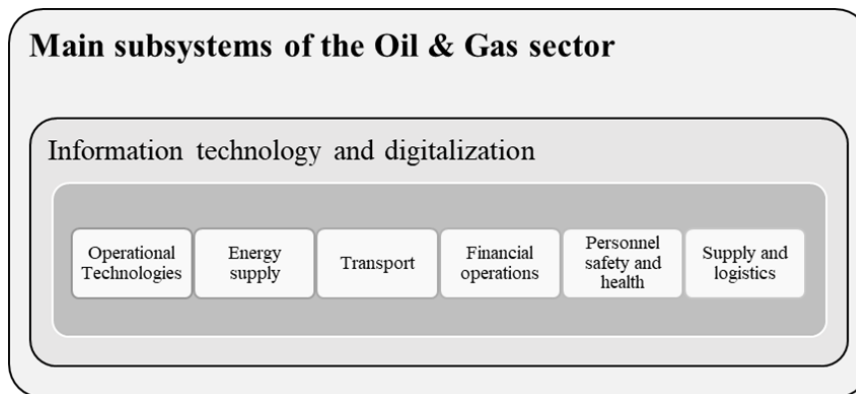 Main subsystems of the Oil & Gas sector
Information technology and digitalization
Operational
Technologies
Energy
supply
Transport
Financial
operations
Personnel
safety and
health
Supply and
logistics